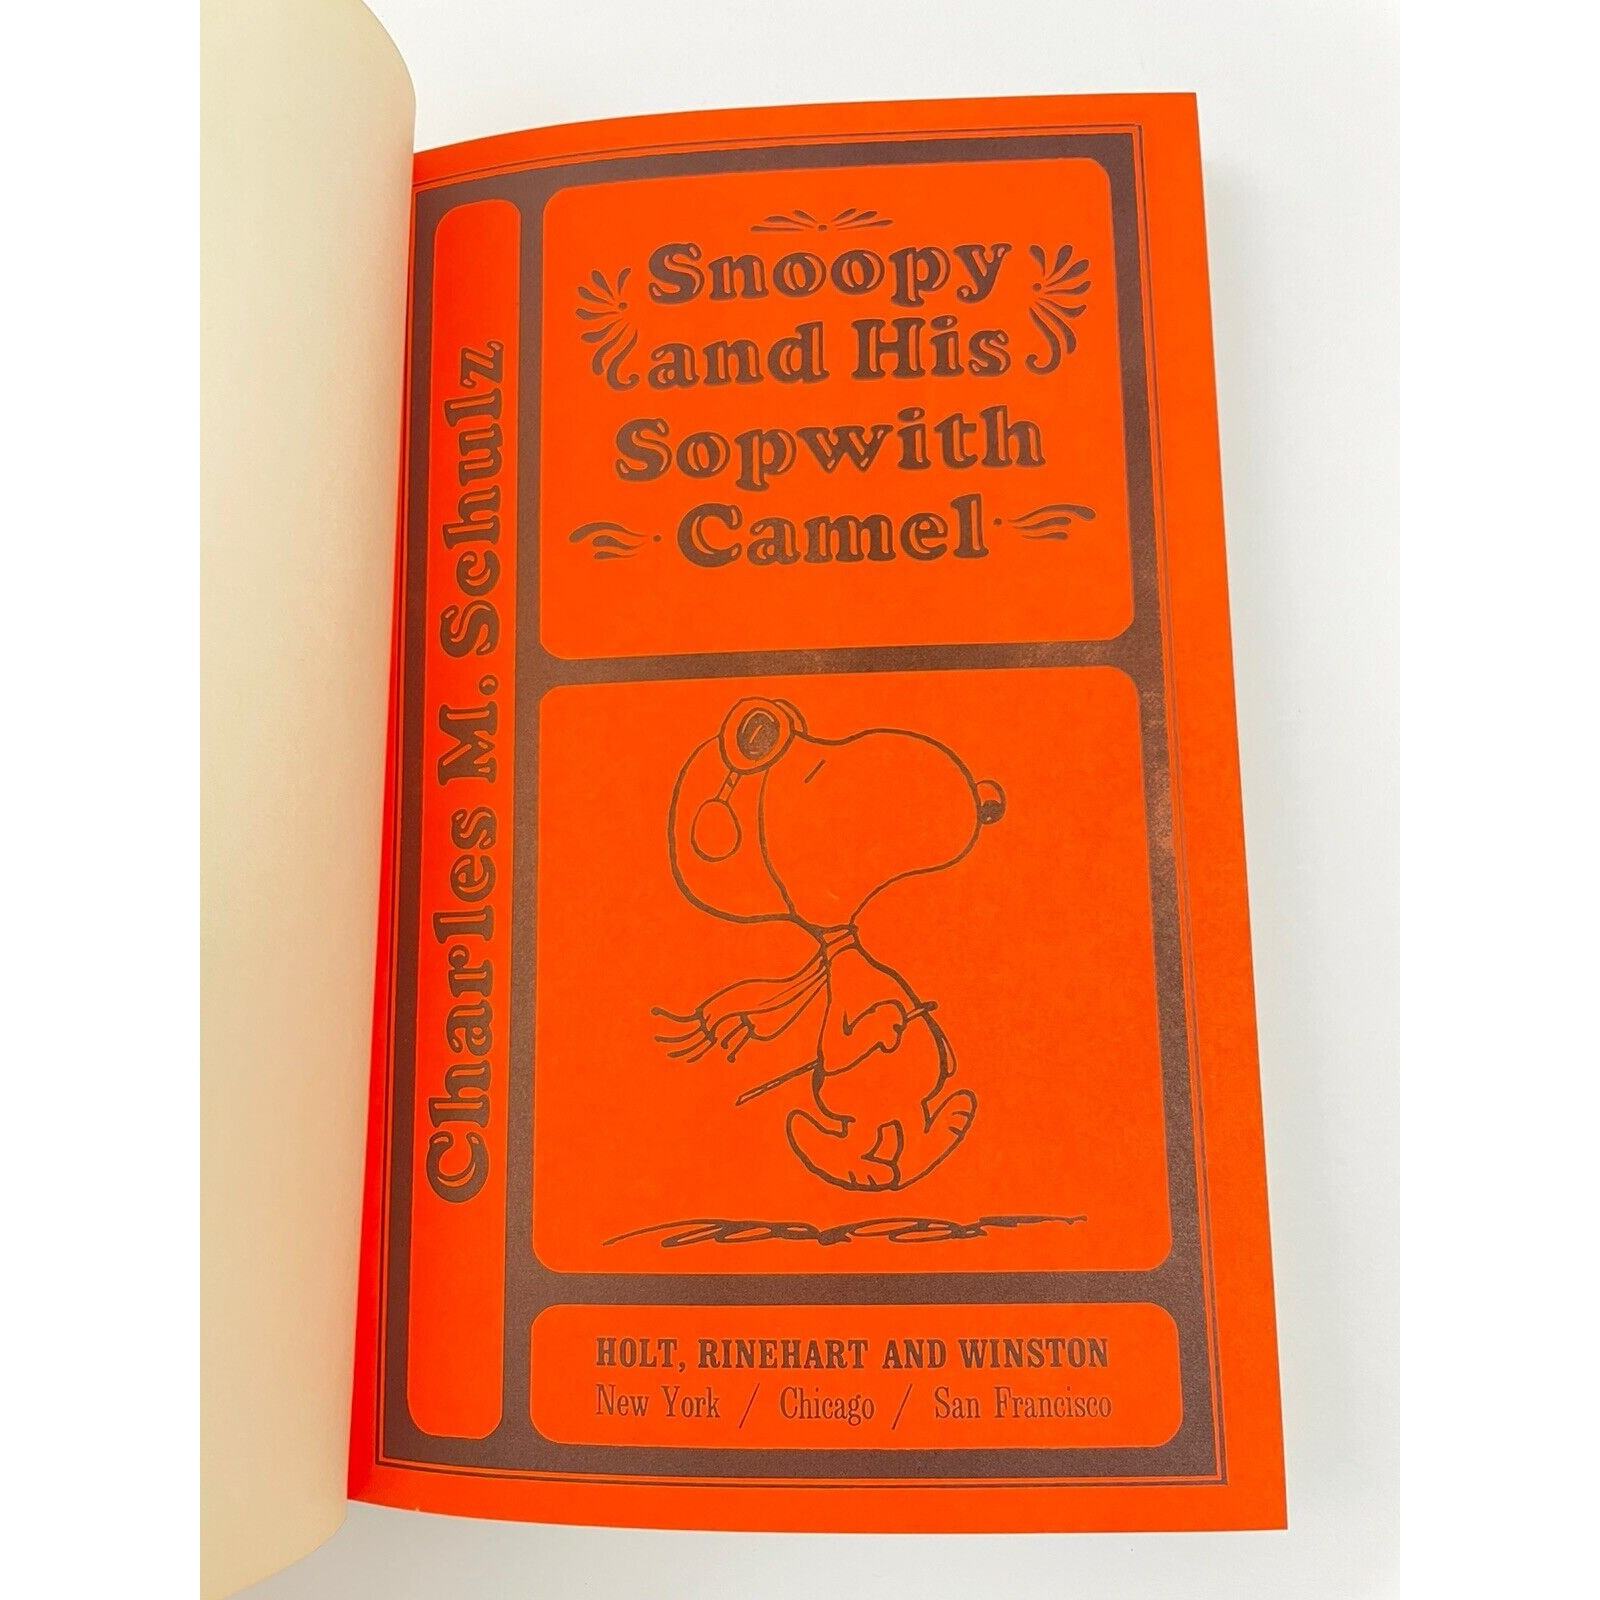 Snoopy
and His
Sopwith
Camel
Charles M. Schulz
HOLT, RINEHART AND WINSTON
New York / Chicago / San Francisco